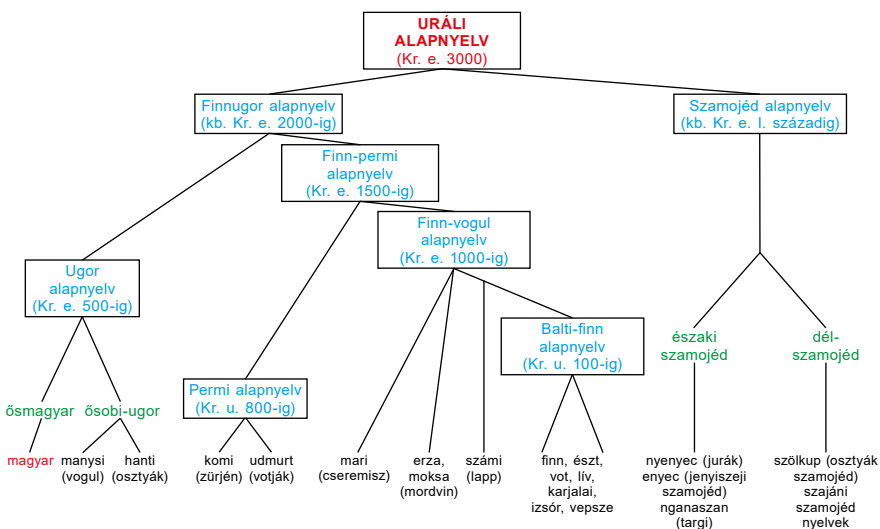 URÁLI
ALAPNYELV
(Kr. e. 3000)
Finnugor alapnyelv
(kb. Kr. e. 2000-ig)
Szamojéd alapnyelv
(kb. Kr. e. I. századig)
Finn-permi
alapnyelv
(Kr. e. 1500-ig)
Finn-vogul
alapnyelv
(Kr. e. 1000-ig)
Ugor
alapnyelv
(Kr. e. 500-ig)
Balti-finn
alapnyelv
(Kr. u. 100-ig)
északi
szamojéd
dél-
szamojéd
Permi alapnyelv
(Kr. u. 800-ig)
ősmagyar
ősobi-ugor
magyar
manysi
(vogul)
hanti
(osztyák)
komi
(zürjén)
udmurt
(votják)
mari
(cseremisz)
erza,
moksa
(mordvin)
számi
(lapp)
finn, észt,
vot, lív,
karjalai,
izsór, vepsze
nyenyec (jurák)
enyec (jenyiszeji
szamojéd)
nganaszan
(targi)
szölkup (osztyák
szamojéd)
szajáni
szamojéd
nyelvek